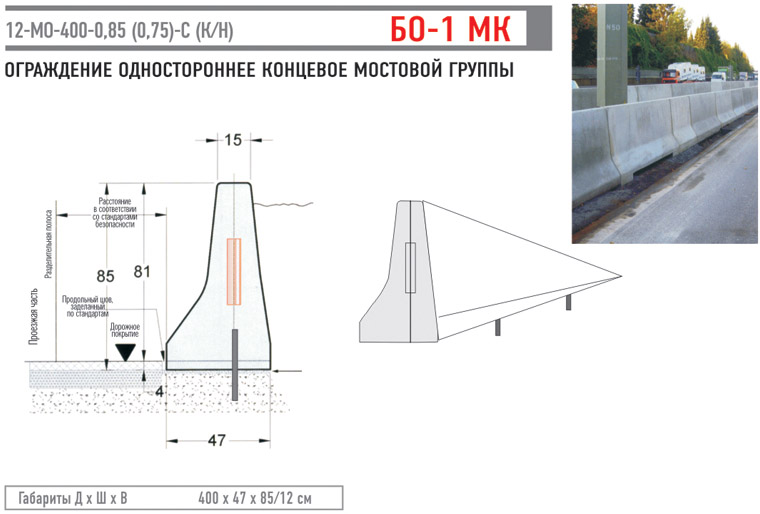 12-МО-400-0,85 (0,75)-С (К/Н)
БО-1 МК
ОГРАЖДЕНИЕ ОДНОСТОРОННЕЕ КОНЦЕВОЕ МОСТОВОЙ ГРУППЫ
15
Расстояние
в соответствии
со стандартами
безопасности
Разделительная полоса
Проезжая часть
85
81
Продольный шов,
заделанный
по стандартам
Дорожное
покрытие
4
47
Габариты Д х Ш х В 400 х 47 х 85/12 см